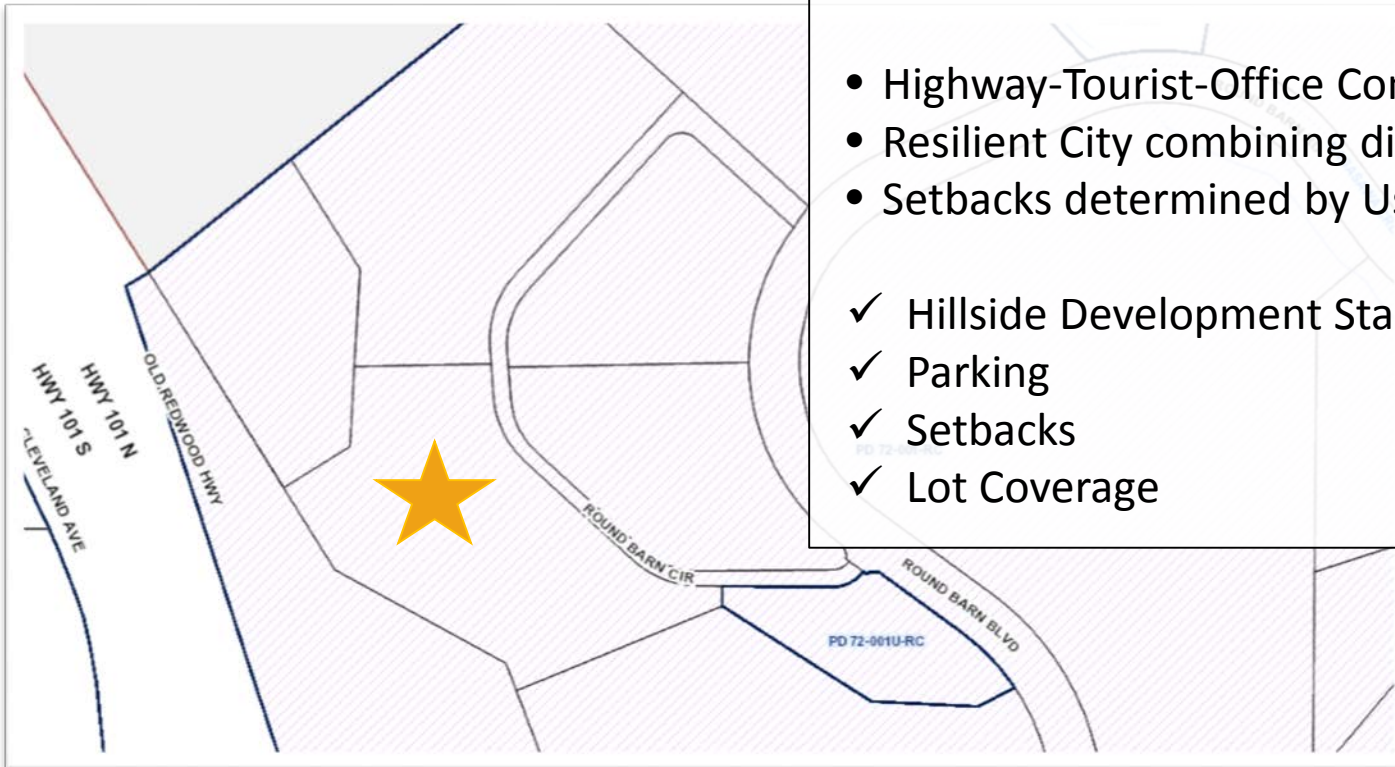 • Highway-Tourist-Office Co
• Resilient City combining di
• Setbacks determined by U
✓ Hillside Development Sta
✓ Parking
✓ Setbacks
✓ Lot Coverage
HWY 101 N
HWY 101 S
OLD REDWOOD HWY
CLEVELAND AVE
ROUND BARN CIR
ROUND BARN BLVD
PD 72-001U-RC